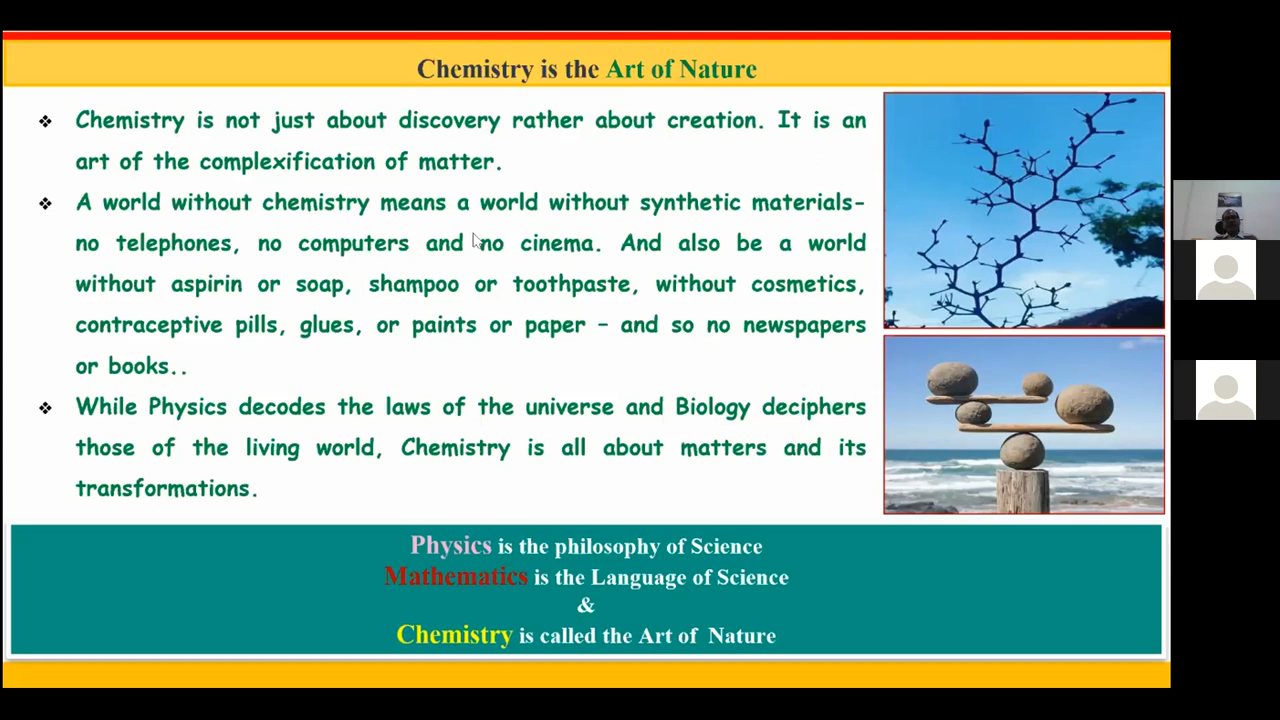 Chemistry is the Art of Nature
❖ Chemistry is not just about discovery rather about creation. It is an
art of the complexification of matter.
❖ A world without chemistry means a world without synthetic materials-
no telephones, no computers and no cinema. And also be a world
without aspirin or soap, shampoo or toothpaste, without cosmetics,
contraceptive pills, glues, or paints or paper – and so no newspapers
or books..
❖ While Physics decodes the laws of the universe and Biology deciphers
those of the living world, Chemistry is all about matters and its
transformations.
Physics is the philosophy of Science
Mathematics is the Language of Science
&
Chemistry is called the Art of Nature